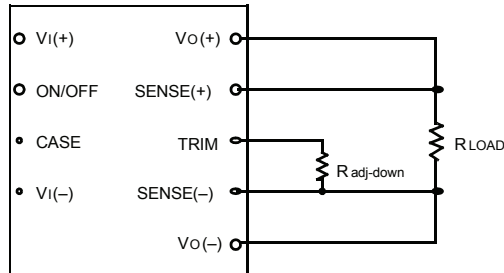 VI(+) VO(+)
ON/OFF SENSE(+)
CASE TRIM
RLOAD
Radj-down
VI(–) SENSE(–)
VO(–)